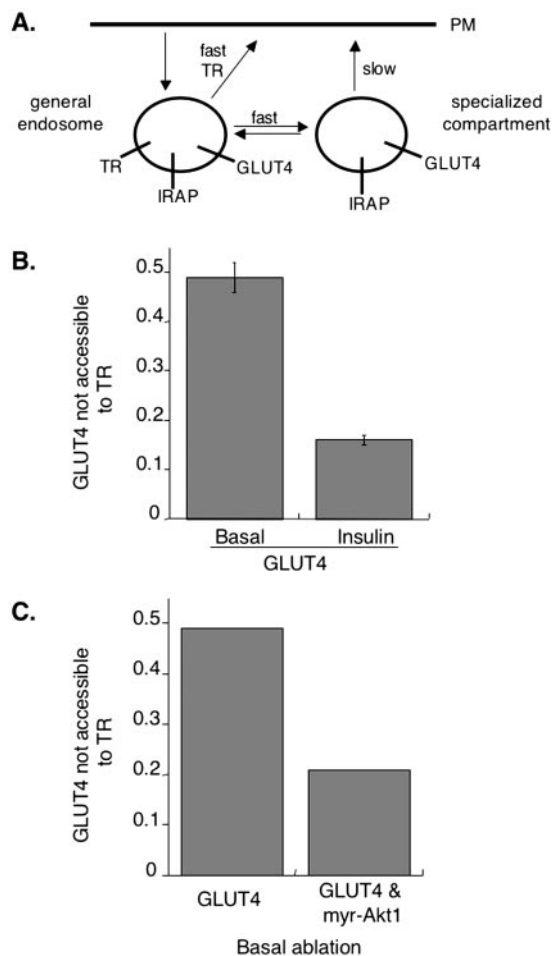 A.
PM
fast
TR
slow
general
endosome
fast
specialized
compartment
TR
IRAP
GLUT4
IRAP
GLUT4
B.
GLUT4 not accessible
to TR
0.5
0.4
0.3
0.2
0.1
0
Basal Insulin
GLUT4
C.
GLUT4 not accessible
to TR
0.5
0.4
0.3
0.2
0.1
0
GLUT4
GLUT4 &
myr-Akt1
Basal ablation